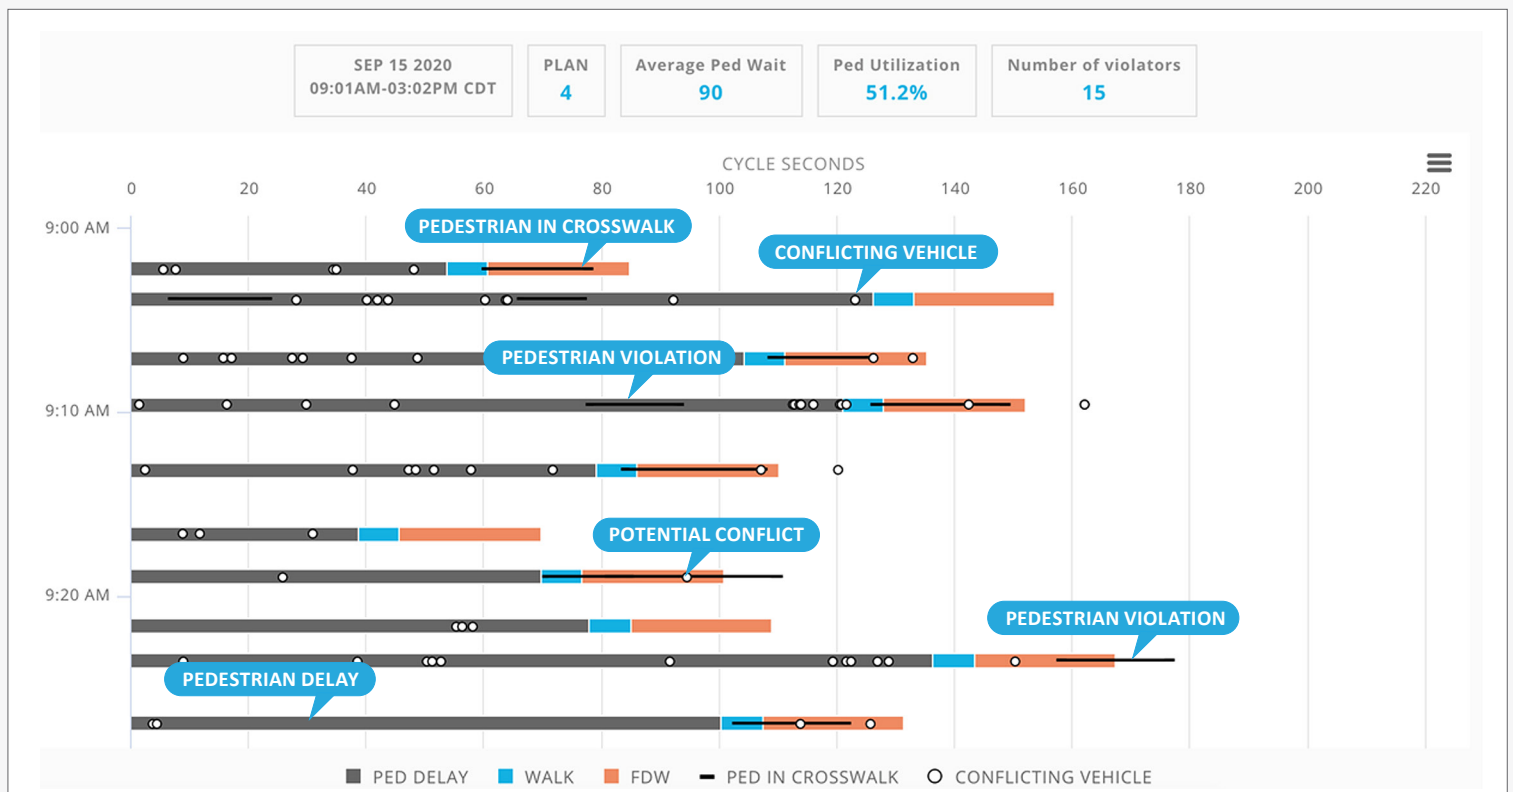 SEP 15 2020
09:01AM-03:02PM CDT
PLAN
4
Average Ped Wait
90
Ped Utilization
51.2%
Number of violators
15
CYCLE SECONDS
0 20 40 60 80 100 120 140 160 180 200 220
9:00 AM
PEDESTRIAN IN CROSSWALK
CONFLICTING VEHICLE
PEDESTRIAN VIOLATION
9:10 AM
POTENTIAL CONFLICT
9:20 AM
PEDESTRIAN VIOLATION
PEDESTRIAN DELAY
PED DELAY WALK FDW PED IN CROSSWALK CONFLICTING VEHICLE